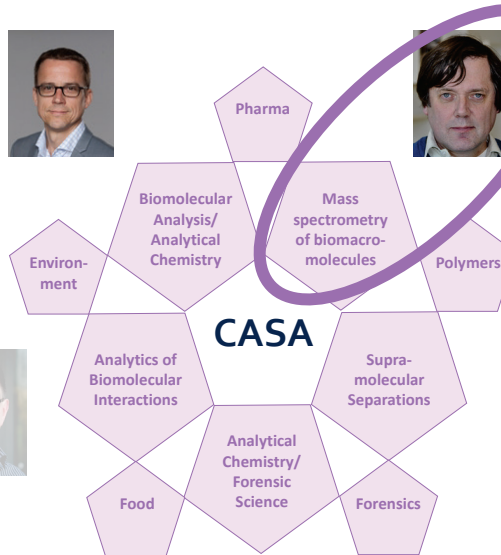 Pharma
Biomolecular
Analysis/
Analytical
Chemistry
Mass
spectrometry
of biomacro-
molecules
Environ-
ment
Polymers
CASA
Analytics of
Biomolecular
Interactions
Supra-
molecular
Separations
Analytical
Chemistry/
Forensic
Science
Food
Forensics